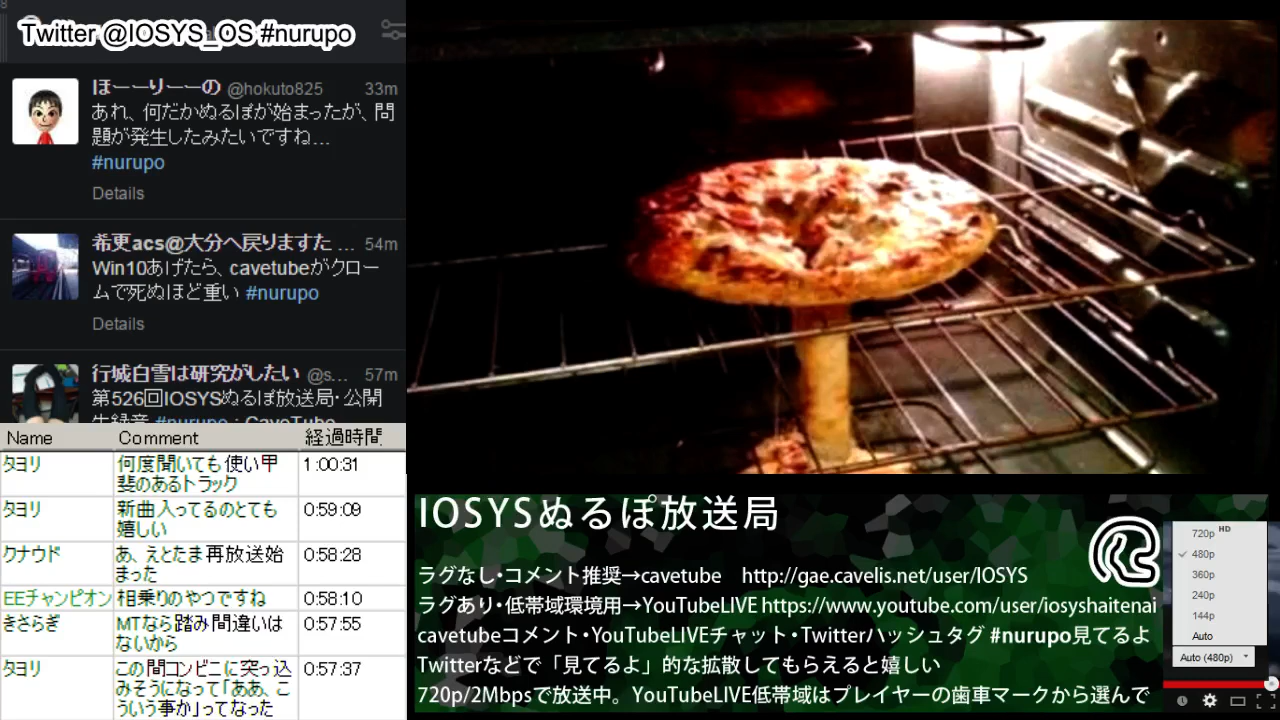 Twitter @IOSYS_OS #nurupo
ほーーりーーの @hokuto825 33m
あれ、何だかぬるぽが始まったが、問
題が発生したみたいですね…
#nurupo
Details
希更acs@大分へ戻りますた ... 54m
Win10あげたら、cavetubeがクロー
ムで死ぬほど重い #nurupo
Details
行城白雪は研究がしたい @s... 57m
第526回IOSYSぬるぽ放送局・公開
生録音 #nurupo : CaveTube
Name Comment 経過時間
タヨリ 何度聞いても使い甲 1:00:31
斐のあるトラック
タヨリ 新曲入ってるのとても 0:59:09
嬉しい
クナウド あ、えとたま再放送始 0:58:28
まった
EEチャンピオン 相乗りのやつですね 0:58:10
きさらぎ MTなら踏み間違いは 0:57:55
ないから
タヨリ この間コンビニに突っ込 0:57:37
みそうになって「ああ、こ
ういう事か」ってなった
IOSYSぬるぽ放送局
ラグなし・コメント推奨→cavetube http://gae.cavelis.net/user/IOSYS
ラグあり・低帯域環境用→YouTubeLIVE https://www.youtube.com/user/iosyshaitenai
cavetubeコメント・YouTubeLIVEチャット・Twitterハッシュタグ #nurupo見てるよ
Twitterなどで「見てるよ」的な拡散してもらえると嬉しい
720p/2Mbpsで放送中。YouTubeLIVE低帯域はプレイヤーの歯車マークから選んで
720p HD
480p
360p
240p
144p
Auto
Auto (480p)